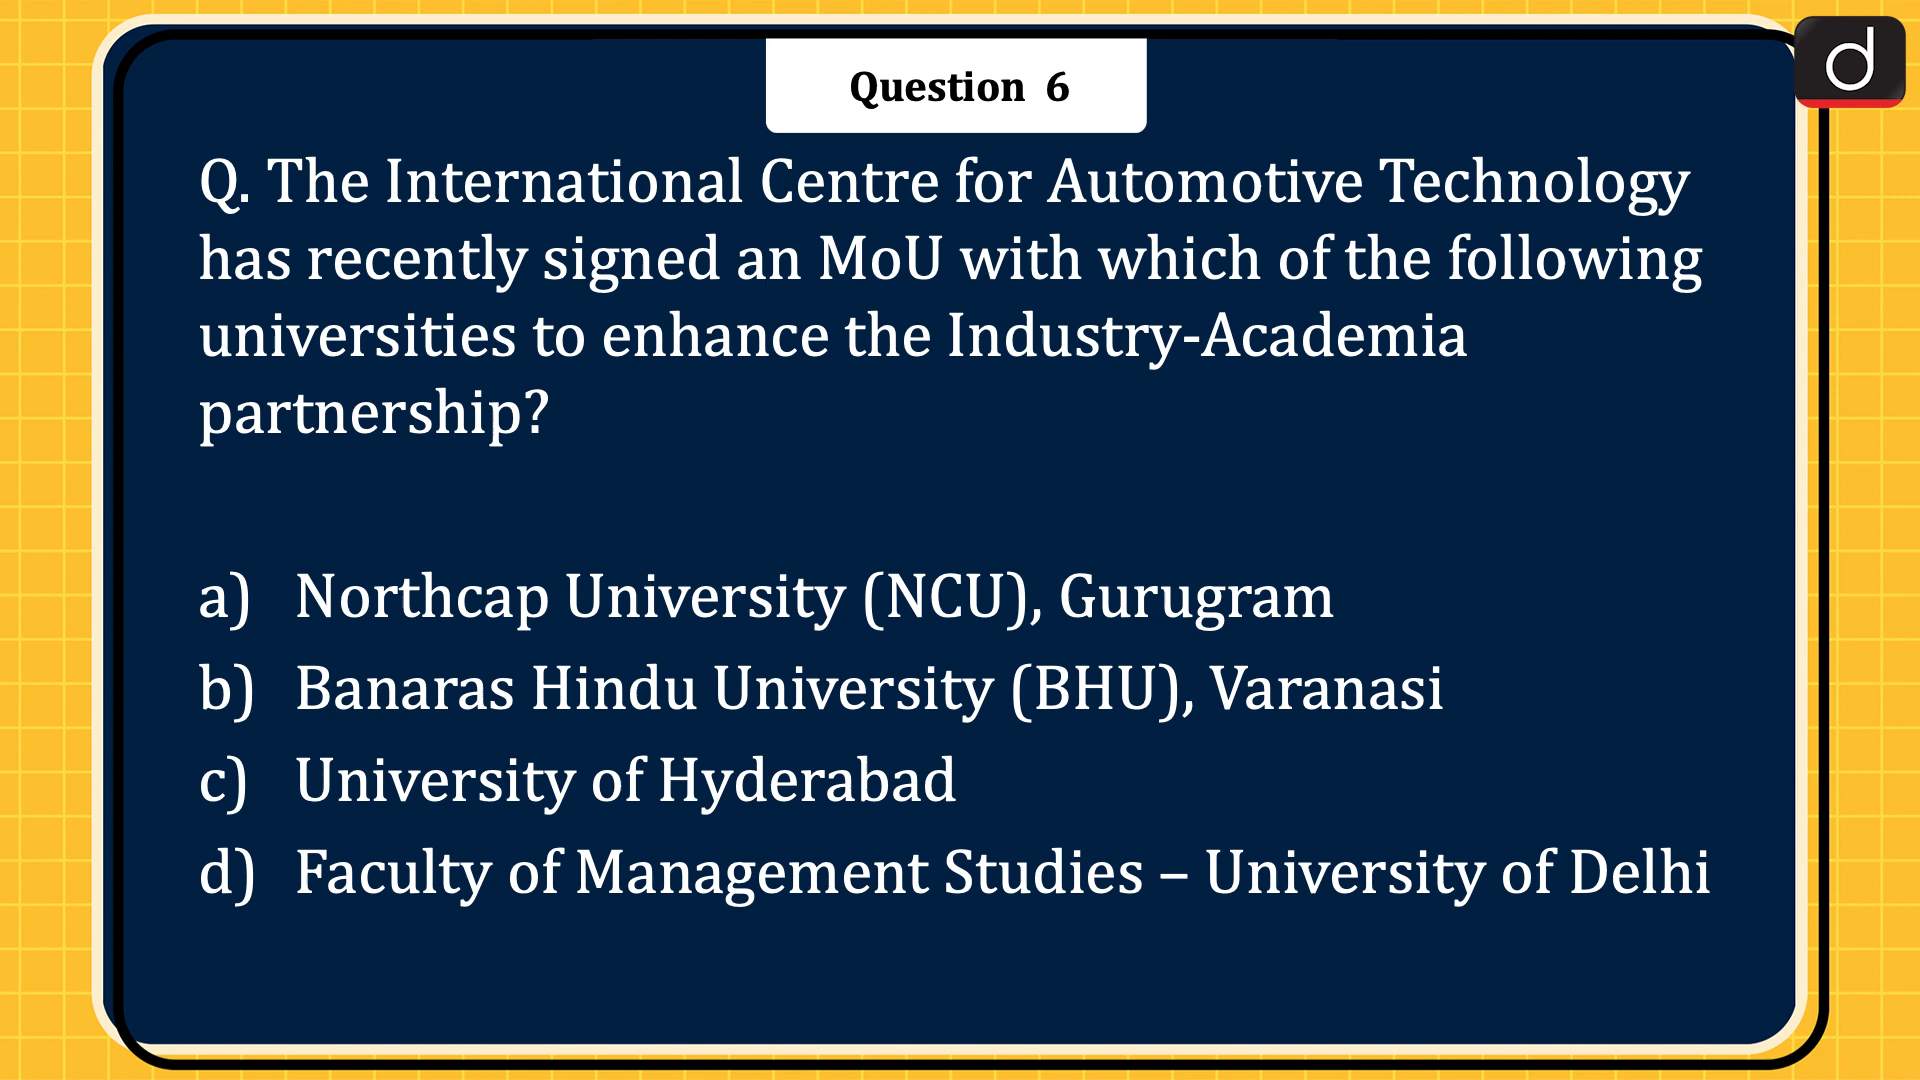 Question 6
Q. The International Centre for Automotive Technology
has recently signed an MoU with which of the following
universities to enhance the Industry-Academia
partnership?
a) Northcap University (NCU), Gurugram
b) Banaras Hindu University (BHU), Varanasi
c) University of Hyderabad
d) Faculty of Management Studies – University of Delhi
d